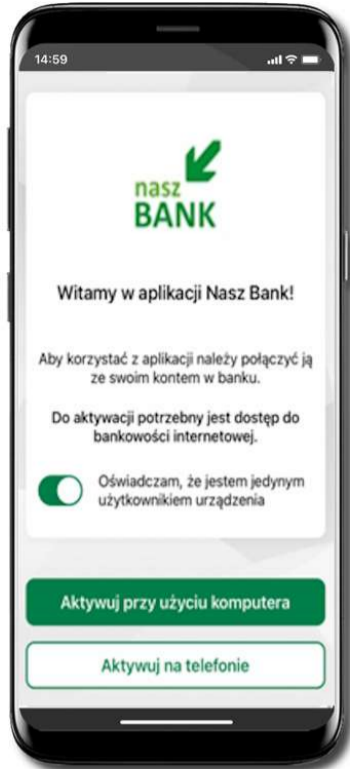 14:59
nasz
BANK
Witamy w aplikacji Nasz Bank!
Aby korzystać z aplikacji należy połączyć ją
ze swoim kontem w banku.
Do aktywacji potrzebny jest dostęp do
bankowości internetowej.
Oświadczam, że jestem jedynym
użytkownikiem urządzenia
Aktywuj przy użyciu komputera
Aktywuj na telefonie